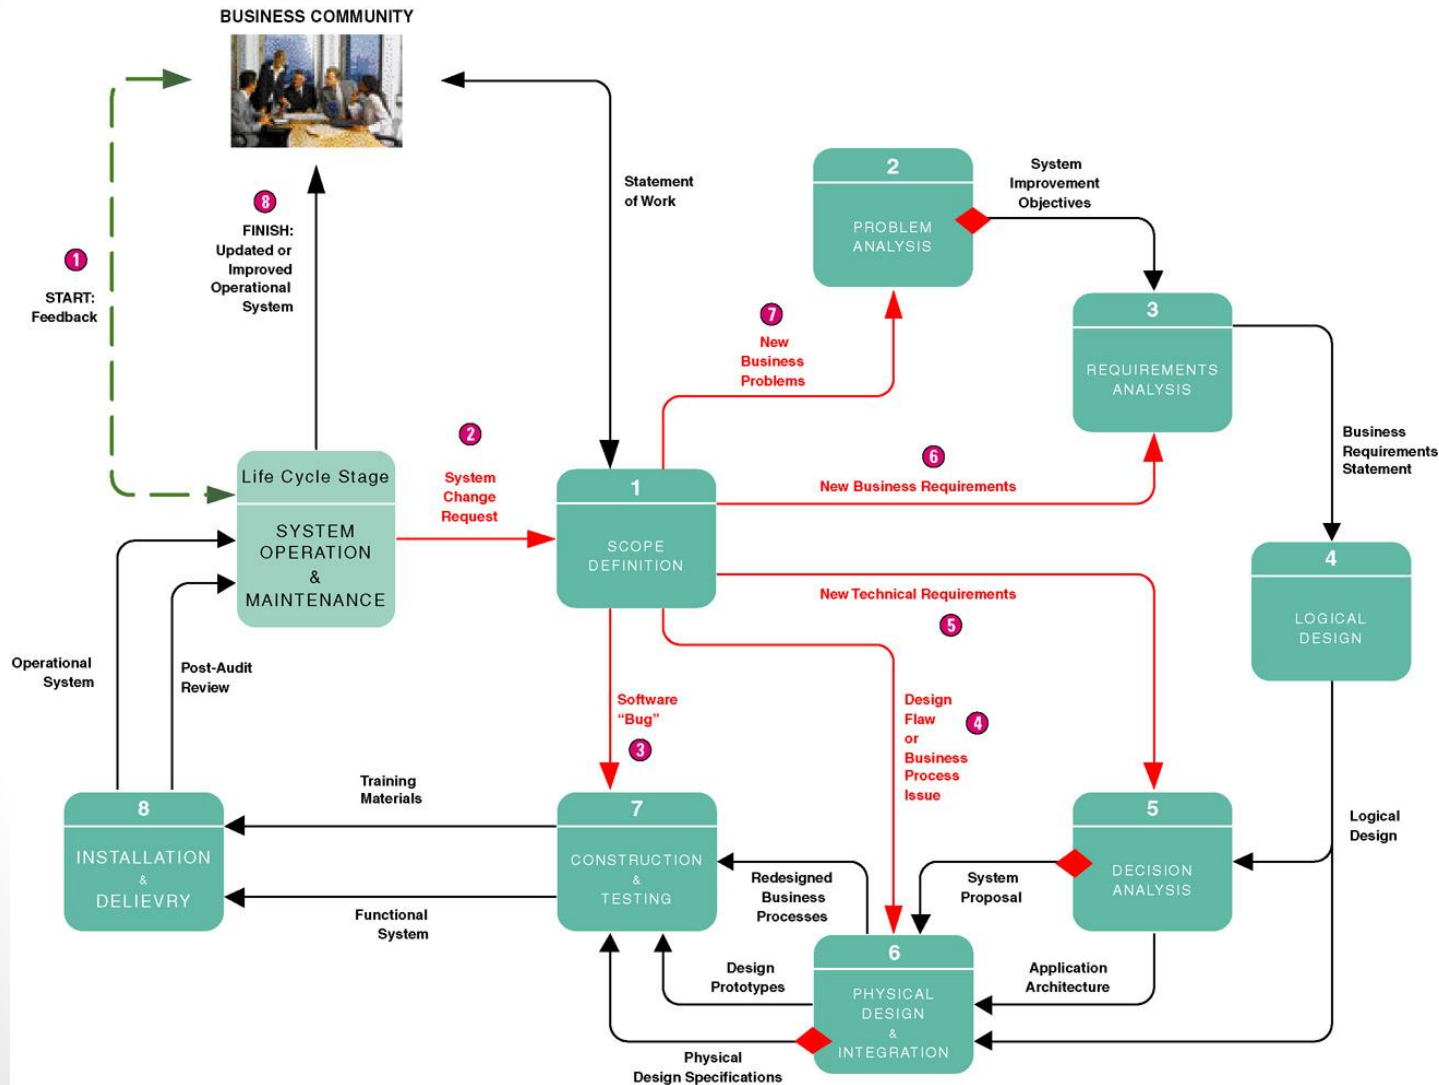 BUSINESS COMMUNITY
1
START:
Feedback
8
FINISH:
Updated or
Improved
Operational
System
Statement
of Work
2
PROBLEM
ANALYSIS
System
Improvement
Objectives
7
New
Business
Problems
3
REQUIREMENTS
ANALYSIS
Business
Requirements
Statement
Life Cycle Stage
SYSTEM
OPERATION
&
MAINTENANCE
2
System
Change
Request
1
SCOPE
DEFINITION
6
New Business Requirements
New Technical Requirements
5
4
LOGICAL
DESIGN
Operational
System
Post-Audit
Review
Software
“Bug”
3
Design
Flaw
or
Business
Process
Issue
4
Logical
Design
8
INSTALLATION
&
DELIEVRY
Training
Materials
Functional
System
7
CONSTRUCTION
&
TESTING
Redesigned
Business
Processes
System
Proposal
5
DECISION
ANALYSIS
Design
Prototypes
6
PHYSICAL
DESIGN
&
INTEGRATION
Application
Architecture
Physical
Design Specifications